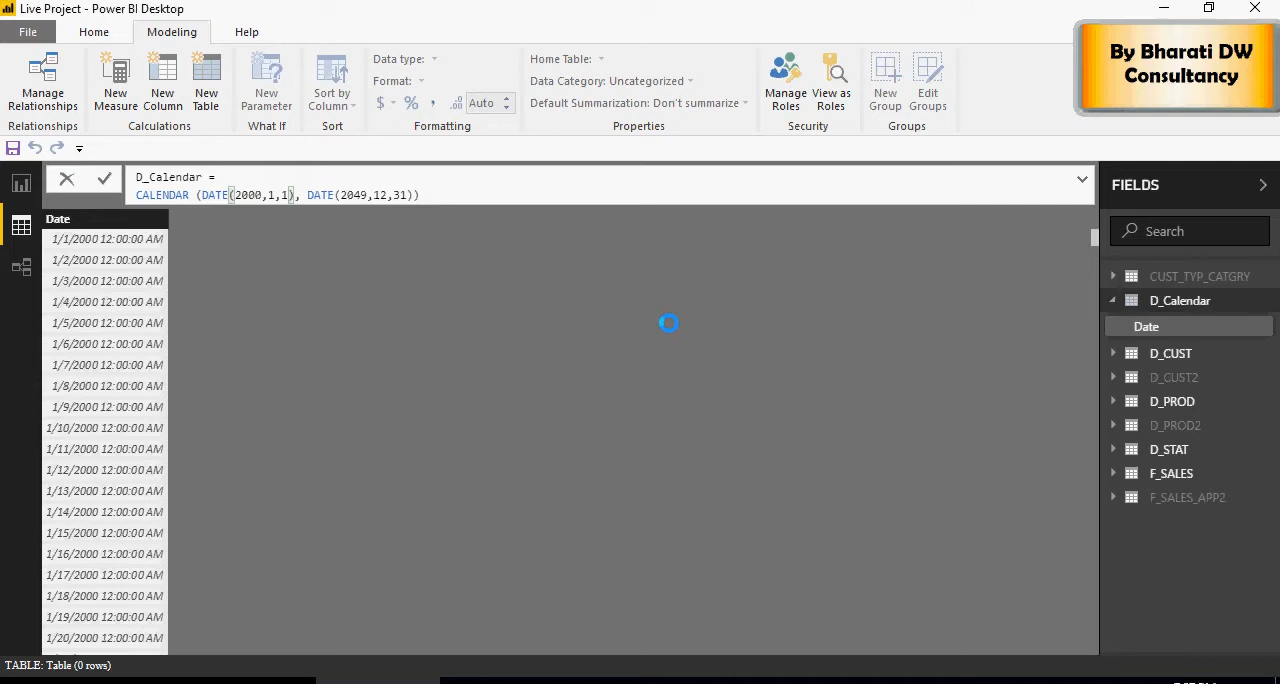 Live Project - Power BI Desktop
File Home Modeling Help
By Bharati DW
Consultancy
Manage
Relationships
New
Measure
New
Column
New
Table
New
Parameter
Sort by
Column
Data type:
Format:
$ % , .00 Auto
Home Table:
Data Category: Uncategorized
Default Summarization: Don't summarize
Manage
Roles
View as
Roles
New
Group
Edit
Groups
Relationships Calculations What If Sort Formatting Properties Security Groups
D_Calendar =
CALENDAR (DATE(2000,1,1), DATE(2049,12,31))
Date
1/1/2000 12:00:00 AM
1/2/2000 12:00:00 AM
1/3/2000 12:00:00 AM
1/4/2000 12:00:00 AM
1/5/2000 12:00:00 AM
1/6/2000 12:00:00 AM
1/7/2000 12:00:00 AM
1/8/2000 12:00:00 AM
1/9/2000 12:00:00 AM
1/10/2000 12:00:00 AM
1/11/2000 12:00:00 AM
1/12/2000 12:00:00 AM
1/13/2000 12:00:00 AM
1/14/2000 12:00:00 AM
1/15/2000 12:00:00 AM
1/16/2000 12:00:00 AM
1/17/2000 12:00:00 AM
1/18/2000 12:00:00 AM
1/19/2000 12:00:00 AM
1/20/2000 12:00:00 AM
FIELDS
Search
CUST_TYP_CATGRY
D_Calendar
Date
D_CUST
D_CUST2
D_PROD
D_PROD2
D_STAT
F_SALES
F_SALES_APP2
TABLE: Table (0 rows)